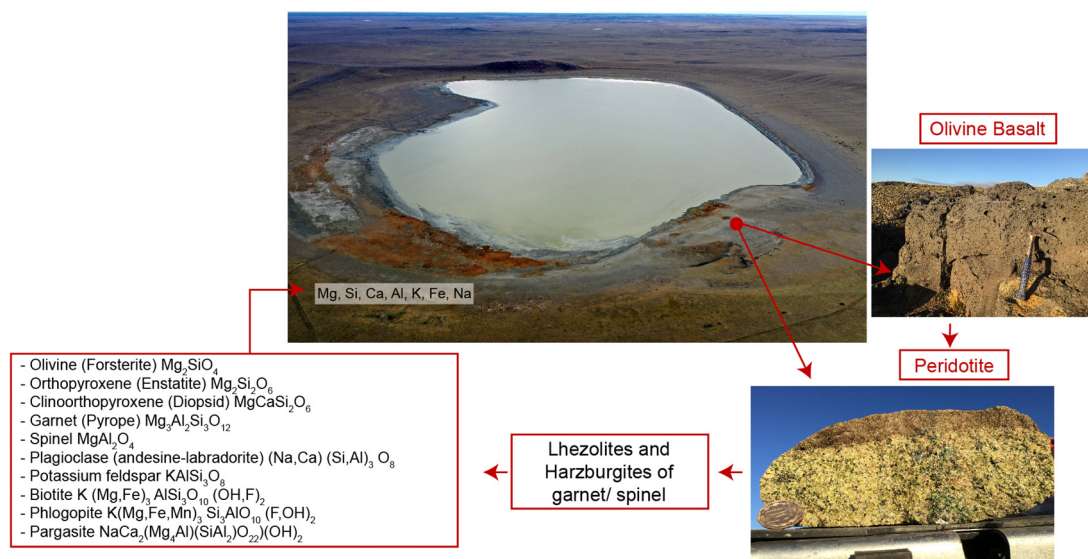 Olivine Basalt
Mg, Si, Ca, Al, K, Fe, Na
Peridotite
- Olivine (Forsterite) Mg₂SiO₄
- Orthopyroxene (Enstatite) Mg₂Si₂O₆
- Clinoorthopyroxene (Diopsid) MgCaSi₂O₆
- Garnet (Pyrope) Mg₃Al₂Si₃O₁₂
- Spinel MgAl₂O₄
- Plagioclase (andesine-labradorite) (Na,Ca) (Si,Al)₃ O₈
- Potassium feldspar KAlSi₃O₈
- Biotite K (Mg,Fe)₃ AlSi₃O₁₀ (OH,F)₂
- Phlogopite K(Mg,Fe,Mn)₃ Si₃AlO₁₀ (F,OH)₂
- Pargasite NaCa₂(Mg₄Al)(SiAl₂)O₂₂)(OH)₂
Lhezolites and
Harzburgites of
garnet/ spinel